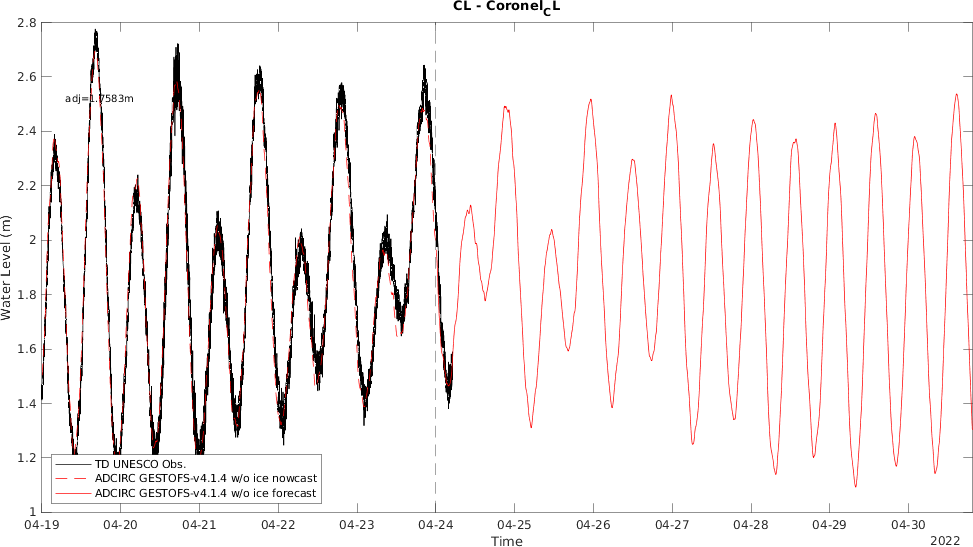 CL - Coronel_CL
2.8
2.6
adj=1.7583m
2.4
2.2
2
1.8
1.6
1.4
1.2
1
Water Level (m)
TD UNESCO Obs.
ADCIRC GESTOFS-v4.1.4 w/o ice nowcast
ADCIRC GESTOFS-v4.1.4 w/o ice forecast
04-19 04-20 04-21 04-22 04-23 04-24 04-25 04-26 04-27 04-28 04-29 04-30
Time
2022